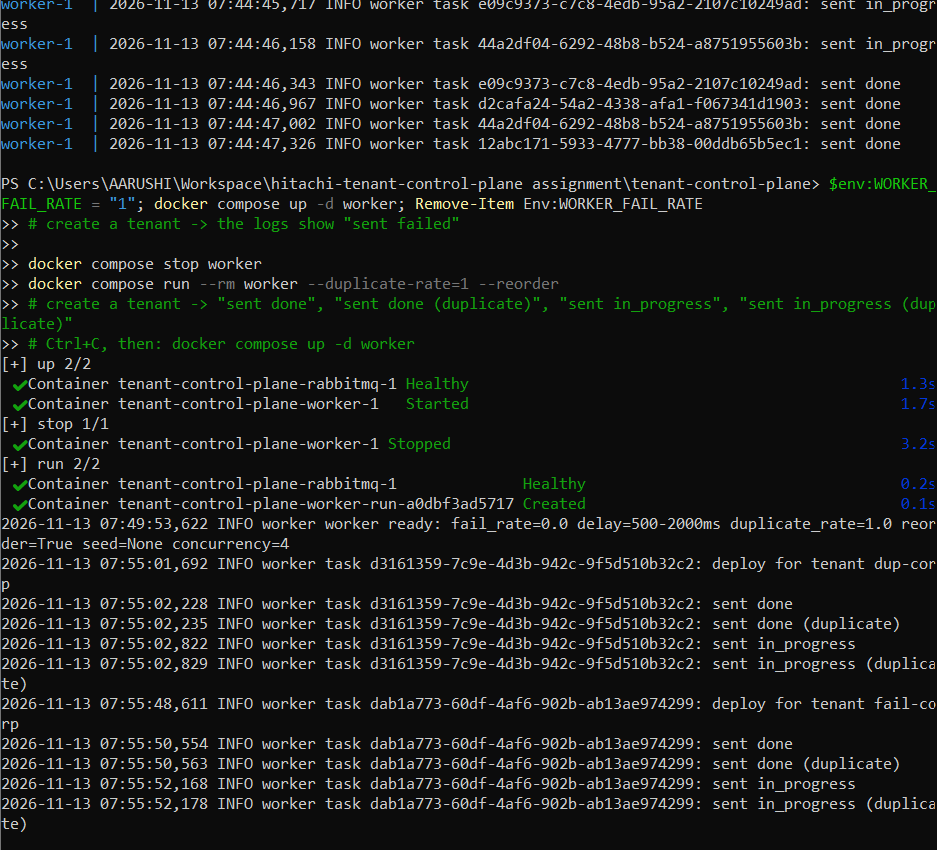 worker-1  | 2026-11-13 07:44:45,717 INFO worker task e09c9373-c7c8-4edb-95a2-2107c10249ad: sent in_progr
ess
worker-1  | 2026-11-13 07:44:46,158 INFO worker task 44a2df04-6292-48b8-b524-a8751955603b: sent in_progr
ess
worker-1  | 2026-11-13 07:44:46,343 INFO worker task e09c9373-c7c8-4edb-95a2-2107c10249ad: sent done
worker-1  | 2026-11-13 07:44:46,967 INFO worker task d2cafa24-54a2-4338-afa1-f067341d1903: sent done
worker-1  | 2026-11-13 07:44:47,002 INFO worker task 44a2df04-6292-48b8-b524-a8751955603b: sent done
worker-1  | 2026-11-13 07:44:47,326 INFO worker task 12abc171-5933-4777-bb38-00ddb65b5ec1: sent done
PS C:\Users\AARUSHI\Workspace\hitachi-tenant-control-plane assignment\tenant-control-plane> $env:WORKER_
FAIL_RATE = "1"; docker compose up -d worker; Remove-Item Env:WORKER_FAIL_RATE
>> # create a tenant -> the logs show "sent failed"
>>
>> docker compose stop worker
>> docker compose run --rm worker --duplicate-rate=1 --reorder
>> # create a tenant -> "sent done", "sent done (duplicate)", "sent in_progress", "sent in_progress (dup
licate)"
>> # Ctrl+C, then: docker compose up -d worker
[+] up 2/2
✔Container tenant-control-plane-rabbitmq-1 Healthy 1.3s
✔Container tenant-control-plane-worker-1 Started 1.7s
[+] stop 1/1
✔Container tenant-control-plane-worker-1 Stopped 3.2s
[+] run 2/2
✔Container tenant-control-plane-rabbitmq-1 Healthy 0.2s
✔Container tenant-control-plane-worker-run-a0dbf3ad5717 Created 0.1s
2026-11-13 07:49:53,622 INFO worker worker ready: fail_rate=0.0 delay=500-2000ms duplicate_rate=1.0 reor
der=True seed=None concurrency=4
2026-11-13 07:55:01,692 INFO worker task d3161359-7c9e-4d3b-942c-9f5d510b32c2: deploy for tenant dup-cor
p
2026-11-13 07:55:02,228 INFO worker task d3161359-7c9e-4d3b-942c-9f5d510b32c2: sent done
2026-11-13 07:55:02,235 INFO worker task d3161359-7c9e-4d3b-942c-9f5d510b32c2: sent done (duplicate)
2026-11-13 07:55:02,822 INFO worker task d3161359-7c9e-4d3b-942c-9f5d510b32c2: sent in_progress
2026-11-13 07:55:02,829 INFO worker task d3161359-7c9e-4d3b-942c-9f5d510b32c2: sent in_progress (duplica
te)
2026-11-13 07:55:48,611 INFO worker task dab1a773-60df-4af6-902b-ab13ae974299: deploy for tenant fail-co
rp
2026-11-13 07:55:50,554 INFO worker task dab1a773-60df-4af6-902b-ab13ae974299: sent done
2026-11-13 07:55:50,563 INFO worker task dab1a773-60df-4af6-902b-ab13ae974299: sent done (duplicate)
2026-11-13 07:55:52,168 INFO worker task dab1a773-60df-4af6-902b-ab13ae974299: sent in_progress
2026-11-13 07:55:52,178 INFO worker task dab1a773-60df-4af6-902b-ab13ae974299: sent in_progress (duplica
te)